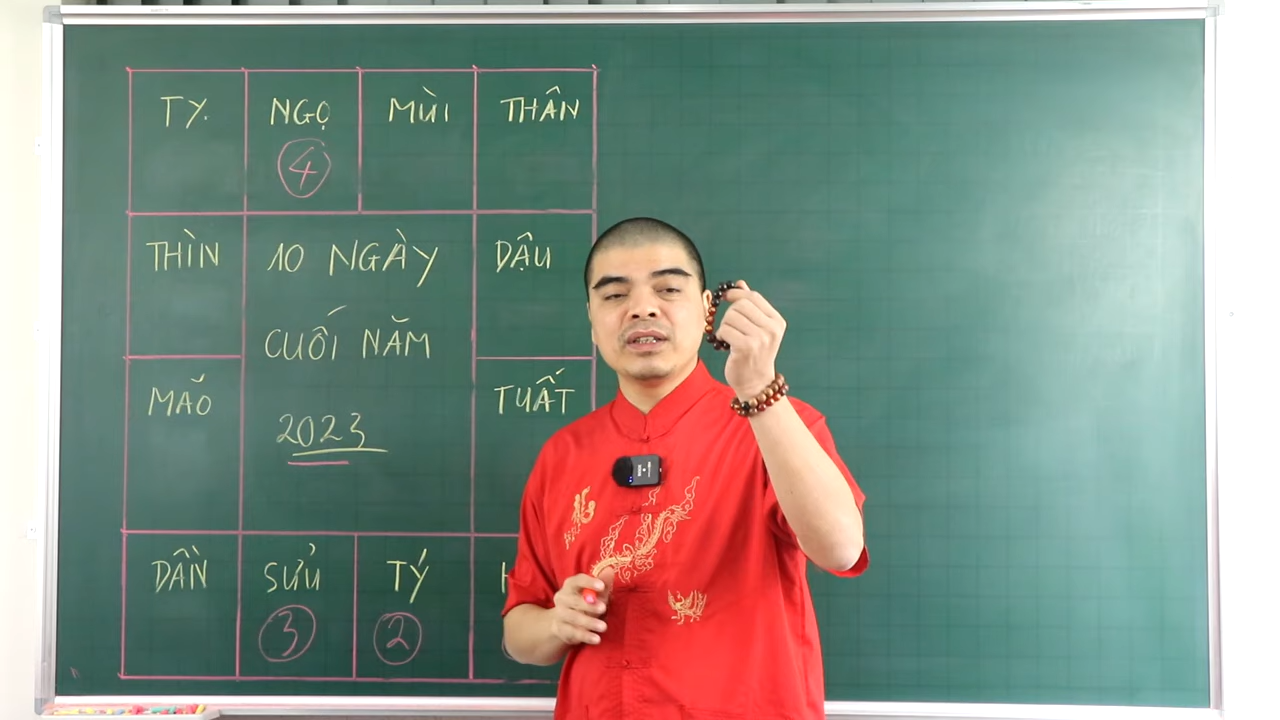 TỴ
NGỌ
MÙI
THÂN
4
THÌN
10 NGÀY
DẬU
CUỐI NĂM
MÃO
2023
TUẤT
DẦN
SỬU
TÝ
H
3
2